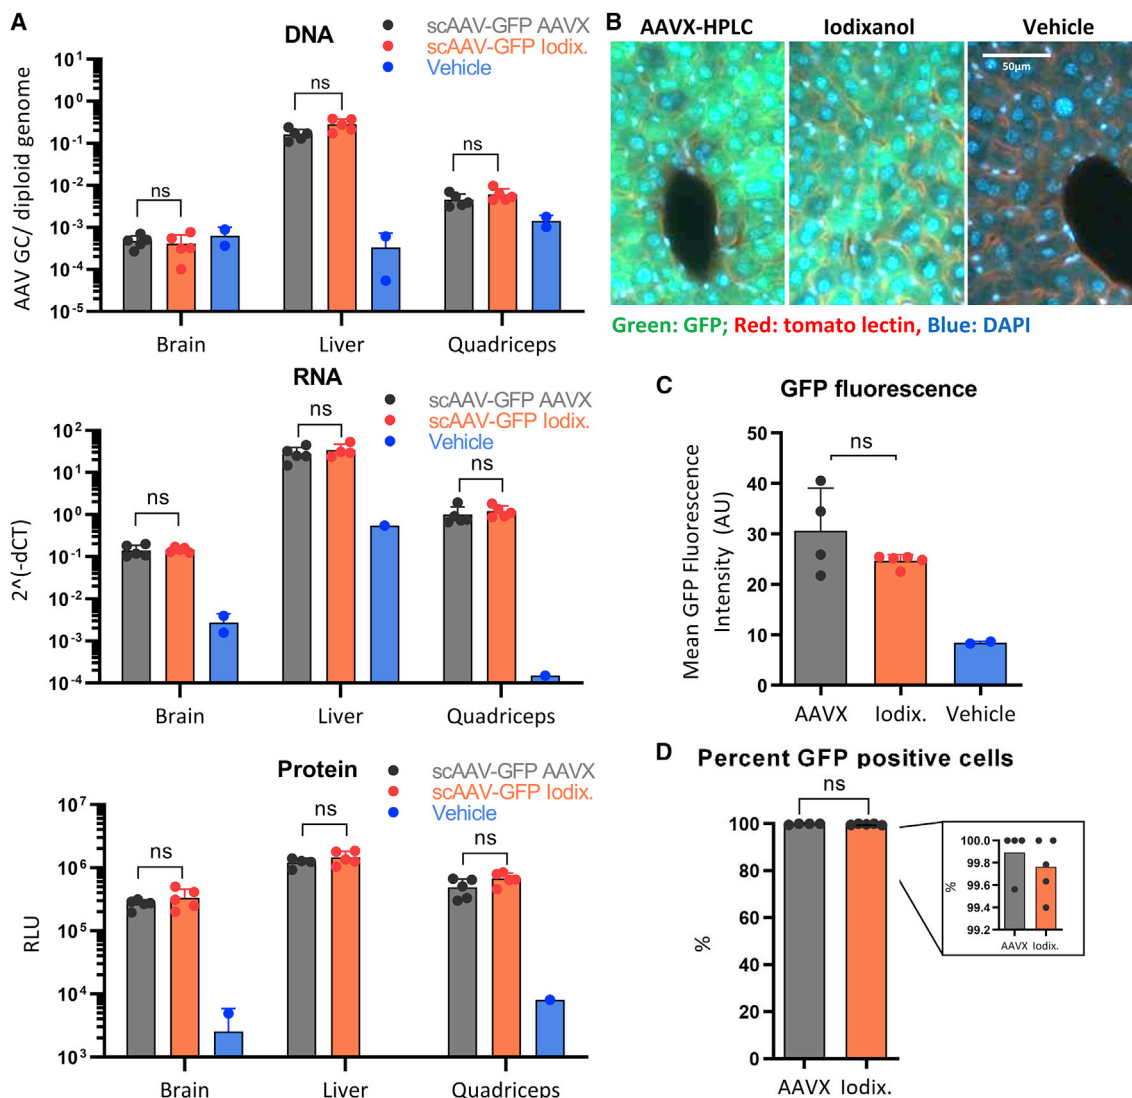 A
DNA
scAAV-GFP AAVX
scAAV-GFP Iodix.
Vehicle
AAV GC/ diploid genome
10^1
10^0
10^-1
10^-2
10^-3
10^-4
10^-5
ns
ns
ns
Brain
Liver
Quadriceps
RNA
scAAV-GFP AAVX
scAAV-GFP Iodix.
Vehicle
2^(-dCT)
10^2
10^1
10^0
10^-1
10^-2
10^-3
10^-4
ns
ns
ns
Brain
Liver
Quadriceps
Protein
scAAV-GFP AAVX
scAAV-GFP Iodix.
Vehicle
RLU
10^7
10^6
10^5
10^4
10^3
ns
ns
ns
Brain
Liver
Quadriceps
B
AAVX-HPLC
Iodixanol
Vehicle
50µm
Green: GFP; Red: tomato lectin, Blue: DAPI
C
GFP fluorescence
Mean GFP Fluorescence
Intensity (AU)
50
40
30
20
10
0
ns
AAVX
Iodix.
Vehicle
D
Percent GFP positive cells
ns
%
100
80
60
40
20
0
AAVX
Iodix.
%
100.0
99.8
99.6
99.4
99.2
AAVX
Iodix.